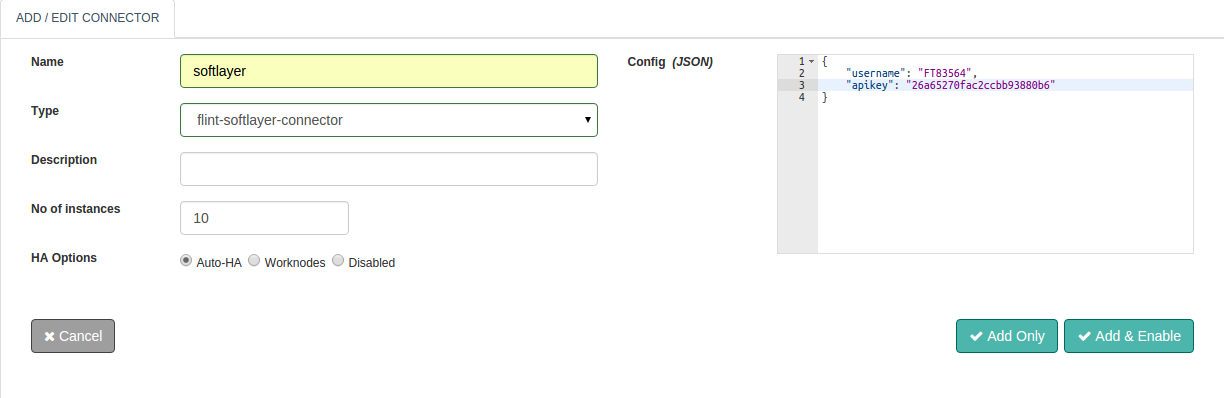 ADD / EDIT CONNECTOR
Name
softlayer
Type
flint-softlayer-connector
Description
No of instances
10
HA Options
Auto-HA Worknodes Disabled
Config (JSON)
1 {
2 "username": "FT83564",
3 "apikey": "26a65270fac2ccbb93880b6"
4 }
Cancel
Add Only
Add & Enable